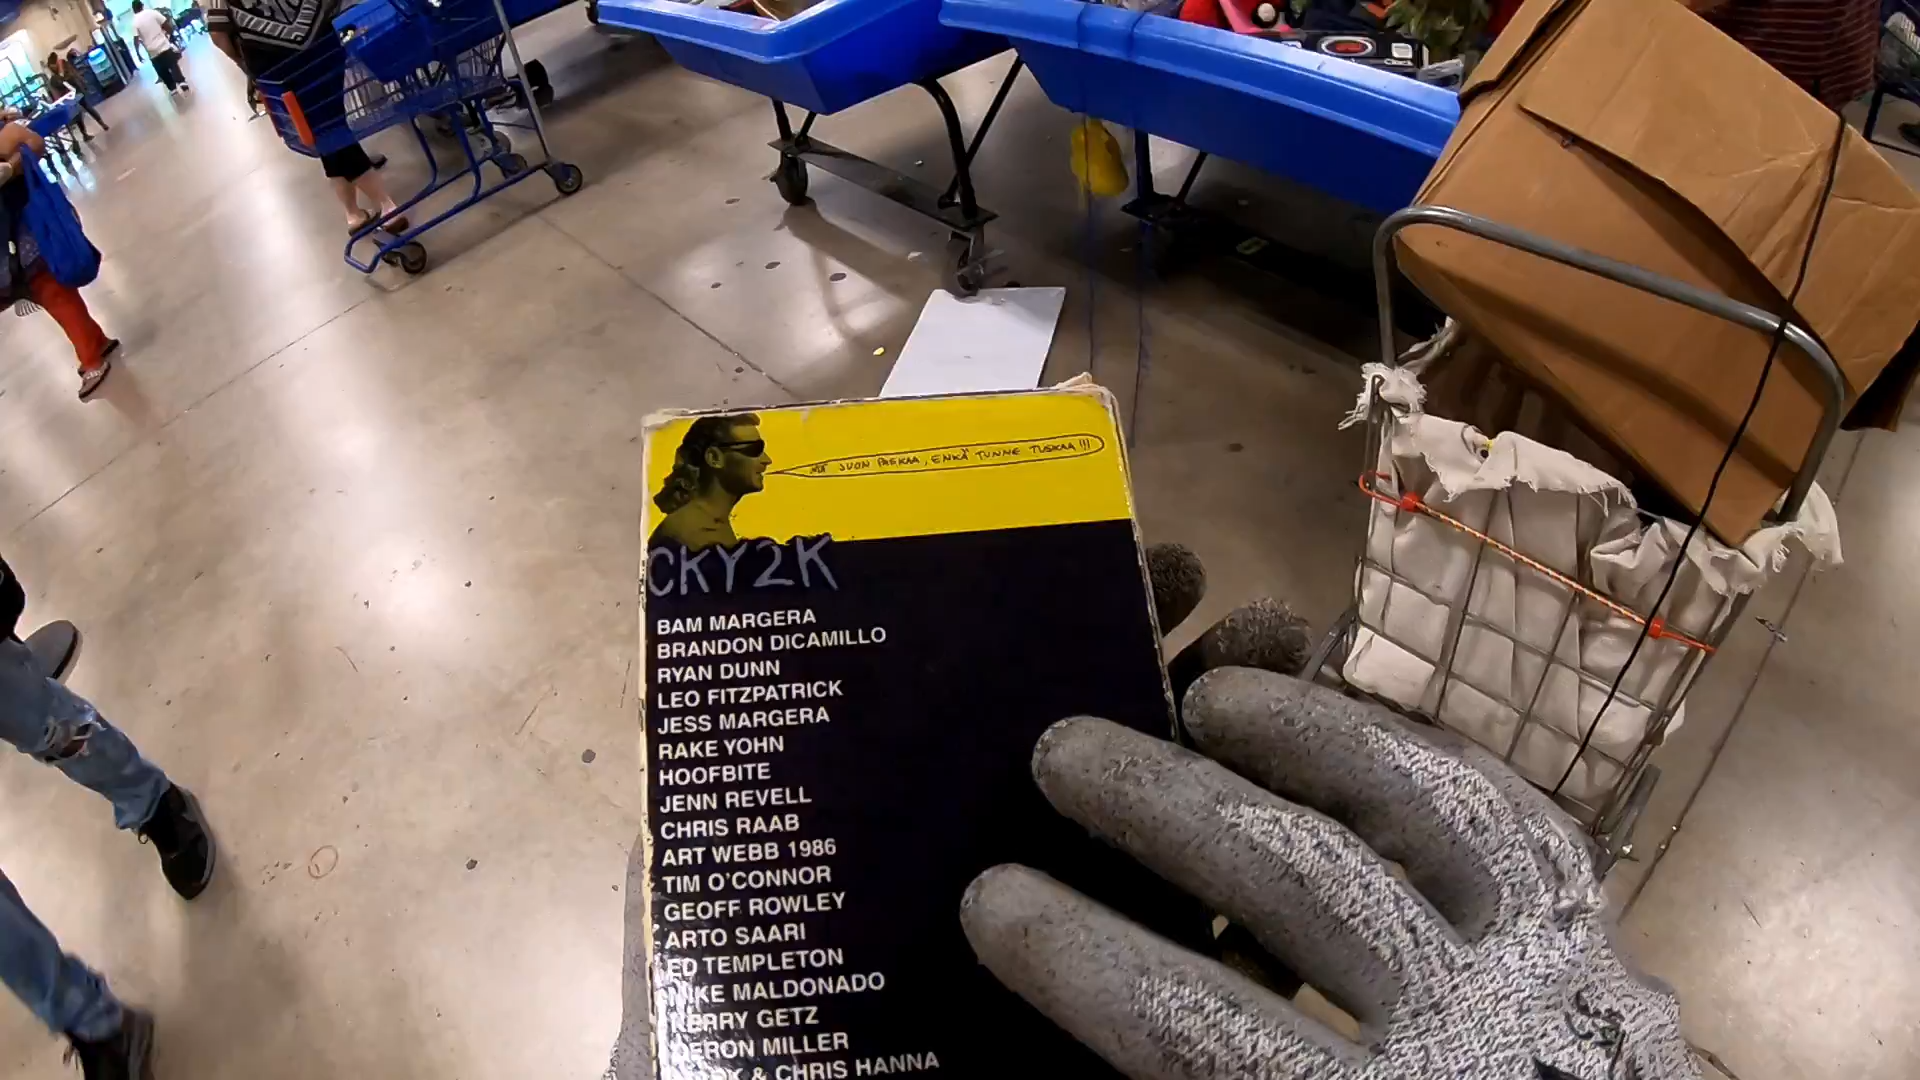 MÄ JUON PASKAA, ENKÄ TUNNE TUSKAA!!!
CKY2K
BAM MARGERA
BRANDON DICAMILLO
RYAN DUNN
LEO FITZPATRICK
JESS MARGERA
RAKE YOHN
HOOFBITE
JENN REVELL
CHRIS RAAB
ART WEBB 1986
TIM O'CONNOR
GEOFF ROWLEY
ARTO SAARI
ED TEMPLETON
MIKE MALDONADO
KERRY GETZ
DERON MILLER
& CHRIS HANNA